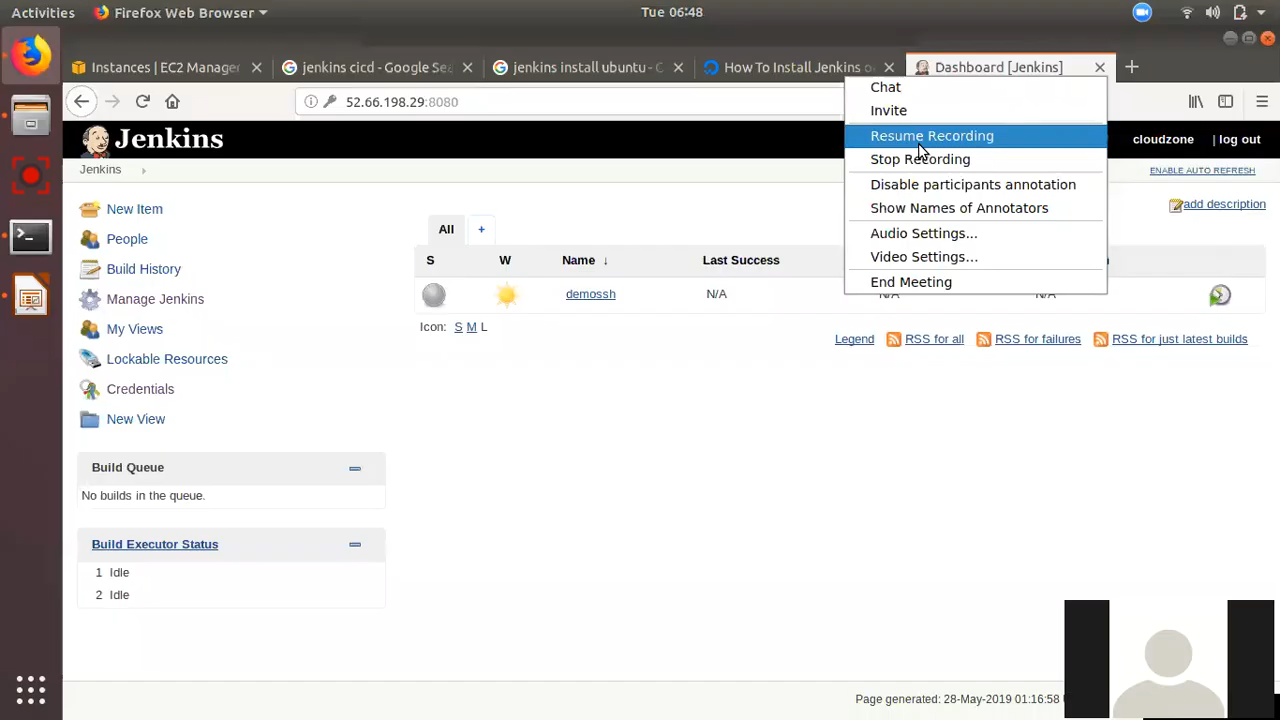 Activities Firefox Web Browser Tue 06:48
Instances | EC2 Manage jenkins cicd - Google Se jenkins install ubuntu - How To Install Jenkins o Dashboard [Jenkins]
52.66.198.29:8080
Jenkins cloudzone | log out
Jenkins ENABLE AUTO REFRESH
Chat
Invite
Resume Recording
Stop Recording
Disable participants annotation
Show Names of Annotators
Audio Settings...
Video Settings...
End Meeting
New Item
People
Build History
Manage Jenkins
My Views
Lockable Resources
Credentials
New View
Build Queue
No builds in the queue.
Build Executor Status
1 Idle
2 Idle
add description
All +
S W Name ↓ Last Success
demossh N/A N/A N/A
Icon: S M L
Legend RSS for all RSS for failures RSS for just latest builds
Page generated: 28-May-2019 01:16:58